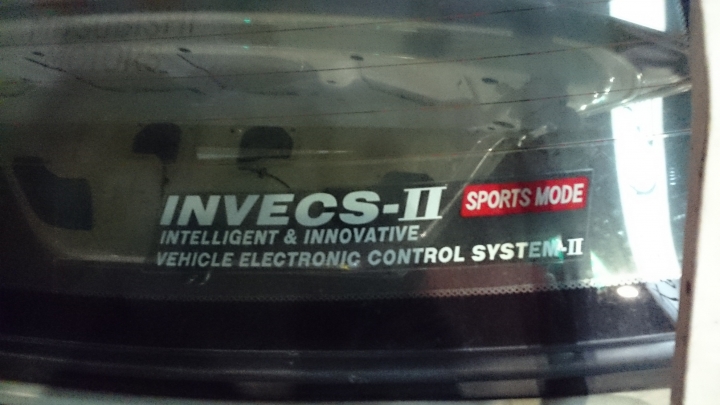 INVECS-II SPORTS MODE
INTELLIGENT & INNOVATIVE
VEHICLE ELECTRONIC CONTROL SYSTEM-II